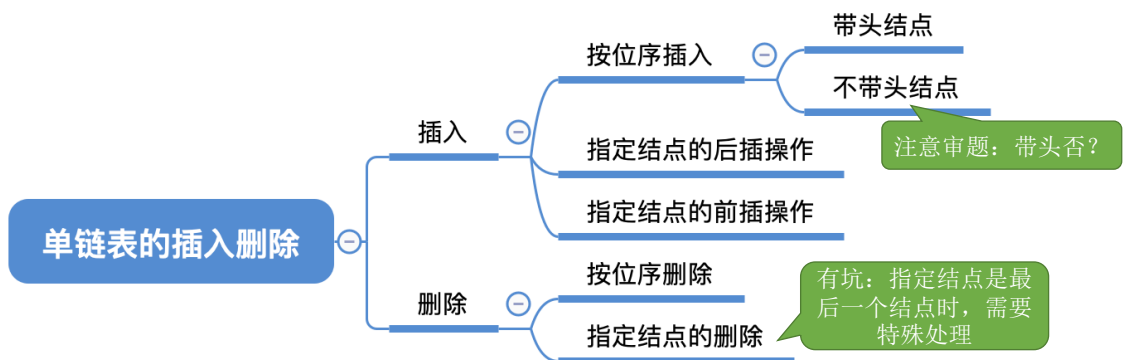 带头结点
按位序插入
不带头结点
插入
注意审题：带头否？
指定结点的后插操作
指定结点的前插操作
单链表的插入删除
按位序删除
有坑：指定结点是最
后一个结点时，需要
特殊处理
删除
指定结点的删除